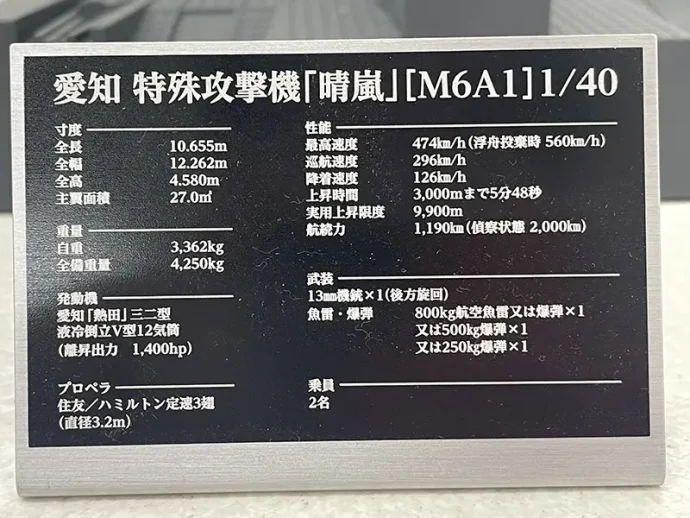 愛知 特殊攻撃機「晴嵐」[M6A1]1/40
寸度
全長 10.655m
全幅 12.262m
全高 4.580m
主翼面積 27.0㎡
重量
自重 3,362kg
全備重量 4,250kg
発動機
愛知「熱田」三二型
液冷倒立V型12気筒
(離昇出力 1,400hp)
プロペラ
住友／ハミルトン定速3翅
(直径3.2m)
性能
最高速度 474km/h(浮舟投棄時 560km/h)
巡航速度 296km/h
降着速度 126km/h
上昇時間 3,000mまで5分48秒
実用上昇限度 9,900m
航続力 1,190km(偵察状態 2,000km)
武装
13mm機銃×1(後方旋回)
魚雷・爆弾 800kg航空魚雷又は爆弾×1
又は500kg爆弾×1
又は250kg爆弾×1
乗員
2名